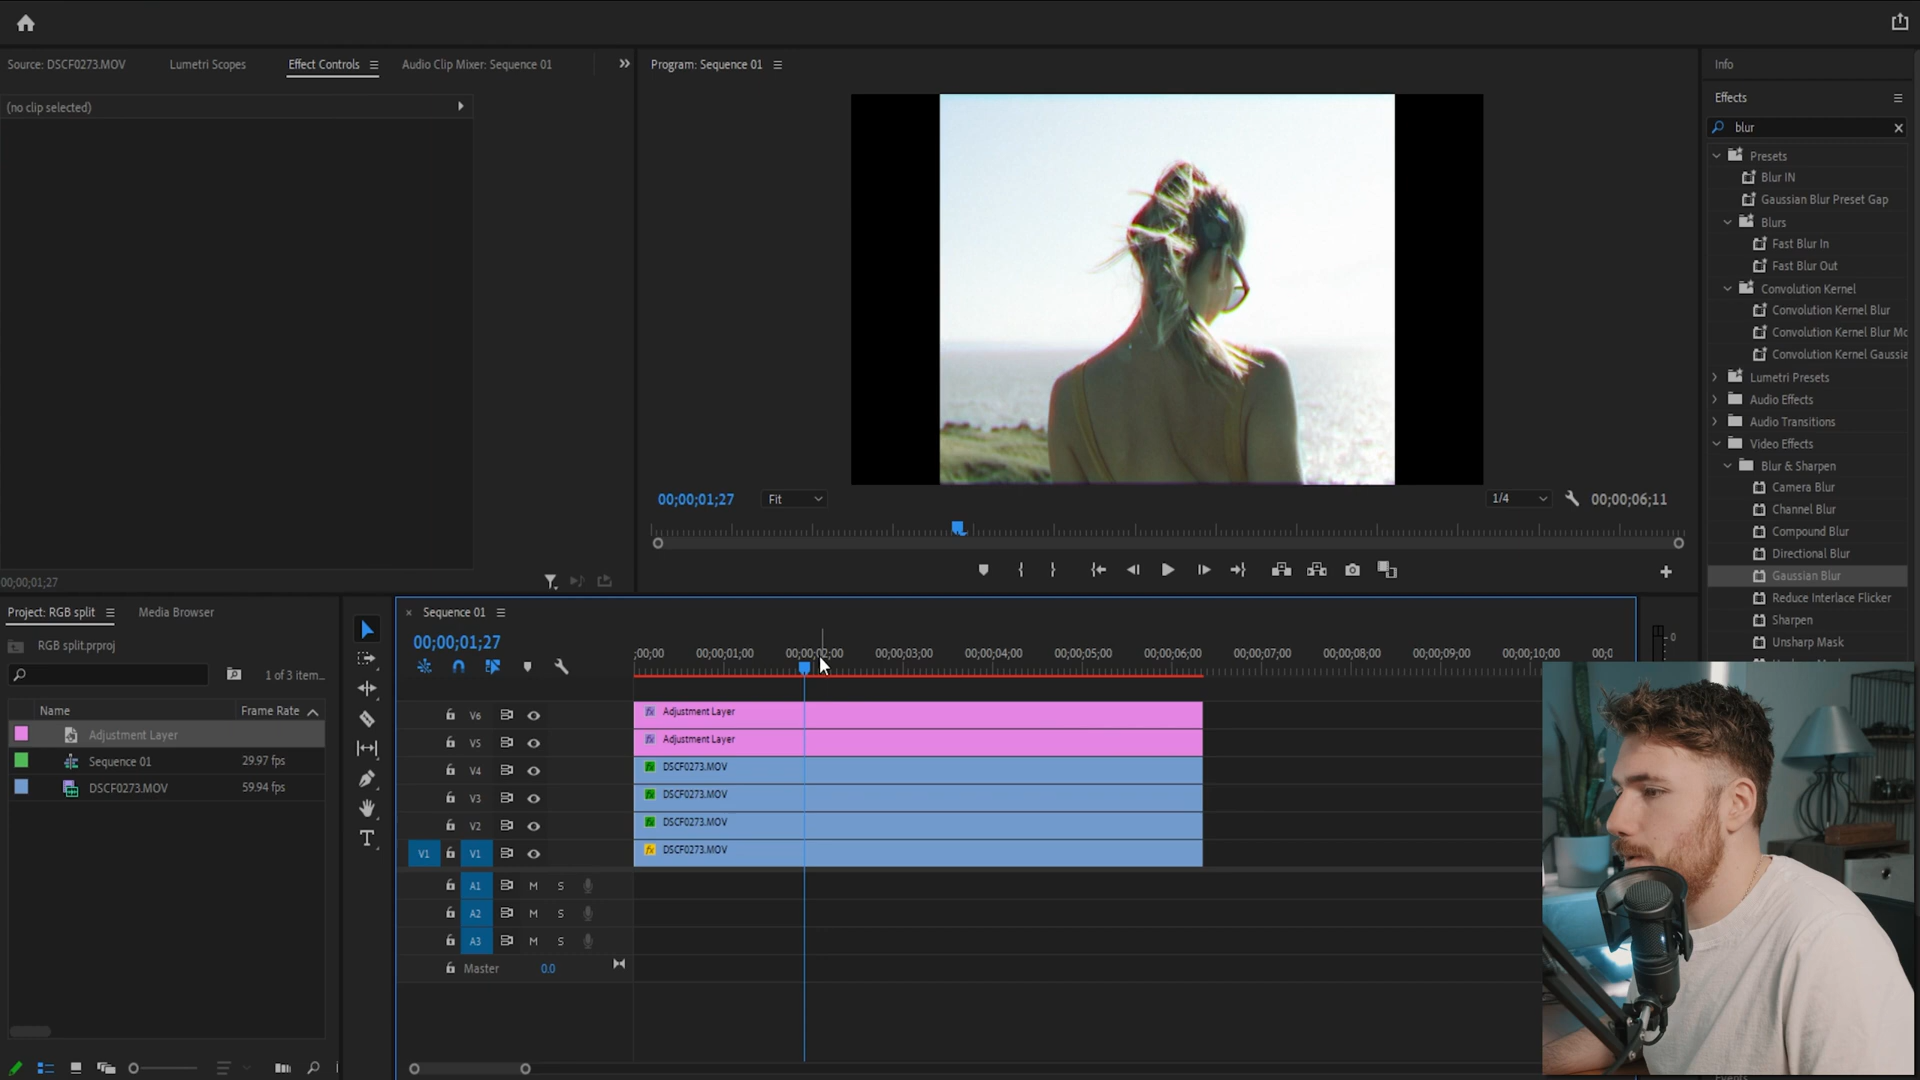 Source: DSCF0273.MOV
Lumetri Scopes
Effect Controls
Audio Clip Mixer: Sequence 01
(no clip selected)
00;00;01;27
Program: Sequence 01
00;00;01;27
Fit
1/4
00;00;06;11
Info
Effects
blur
Presets
Blur IN
Gaussian Blur Preset Gap
Blurs
Fast Blur In
Fast Blur Out
Convolution Kernel
Convolution Kernel Blur
Convolution Kernel Blur Mo
Convolution Kernel Gaussia
Lumetri Presets
Audio Effects
Audio Transitions
Video Effects
Blur & Sharpen
Camera Blur
Channel Blur
Compound Blur
Directional Blur
Gaussian Blur
Reduce Interlace Flicker
Sharpen
Unsharp Mask
Project: RGB split
Media Browser
RGB split.prproj
1 of 3 item...
Name
Frame Rate
Adjustment Layer
Sequence 01
29.97 fps
DSCF0273.MOV
59.94 fps
Sequence 01
00;00;01;27
;00;00
00;00;01;00
00;00;02;00
00;00;03;00
00;00;04;00
00;00;05;00
00;00;06;00
00;00;07;00
00;00;08;00
00;00;09;00
00;00;10;00
00;0
V6
Adjustment Layer
V5
Adjustment Layer
V4
DSCF0273.MOV
V3
DSCF0273.MOV
V2
DSCF0273.MOV
V1
V1
DSCF0273.MOV
A1
M
S
A2
M
S
A3
M
S
Master
0.0
0